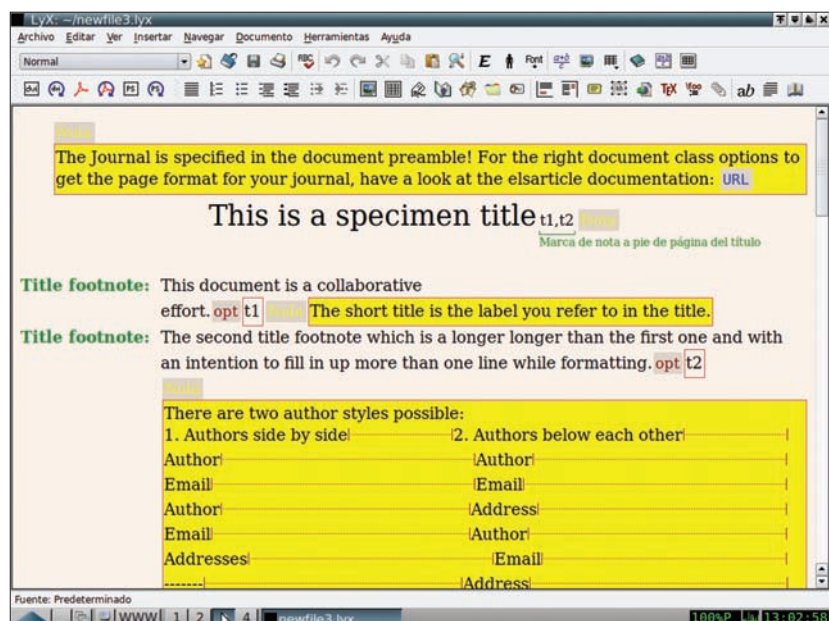 LyX: ~/newfile3.lyx
Archivo Editar Ver Insertar Navegar Documento Herramientas Ayuda
Normal
The Journal is specified in the document preamble! For the right document class options to
get the page format for your journal, have a look at the elsarticle documentation: URL
This is a specimen title t1,t2
Marca de nota a pie de página del título
Title footnote: This document is a collaborative
effort. opt t1 The short title is the label you refer to in the title.
Title footnote: The second title footnote which is a longer longer than the first one and with
an intention to fill in up more than one line while formatting. opt t2
There are two author styles possible:
1. Authors side by side 2. Authors below each other
Author Author
Email Email
Author Address
Email Author
Addresses Email
------- Address
Fuente: Predeterminado
WWW 1 2 4 newfile3.lyx 100%P 13:02:58